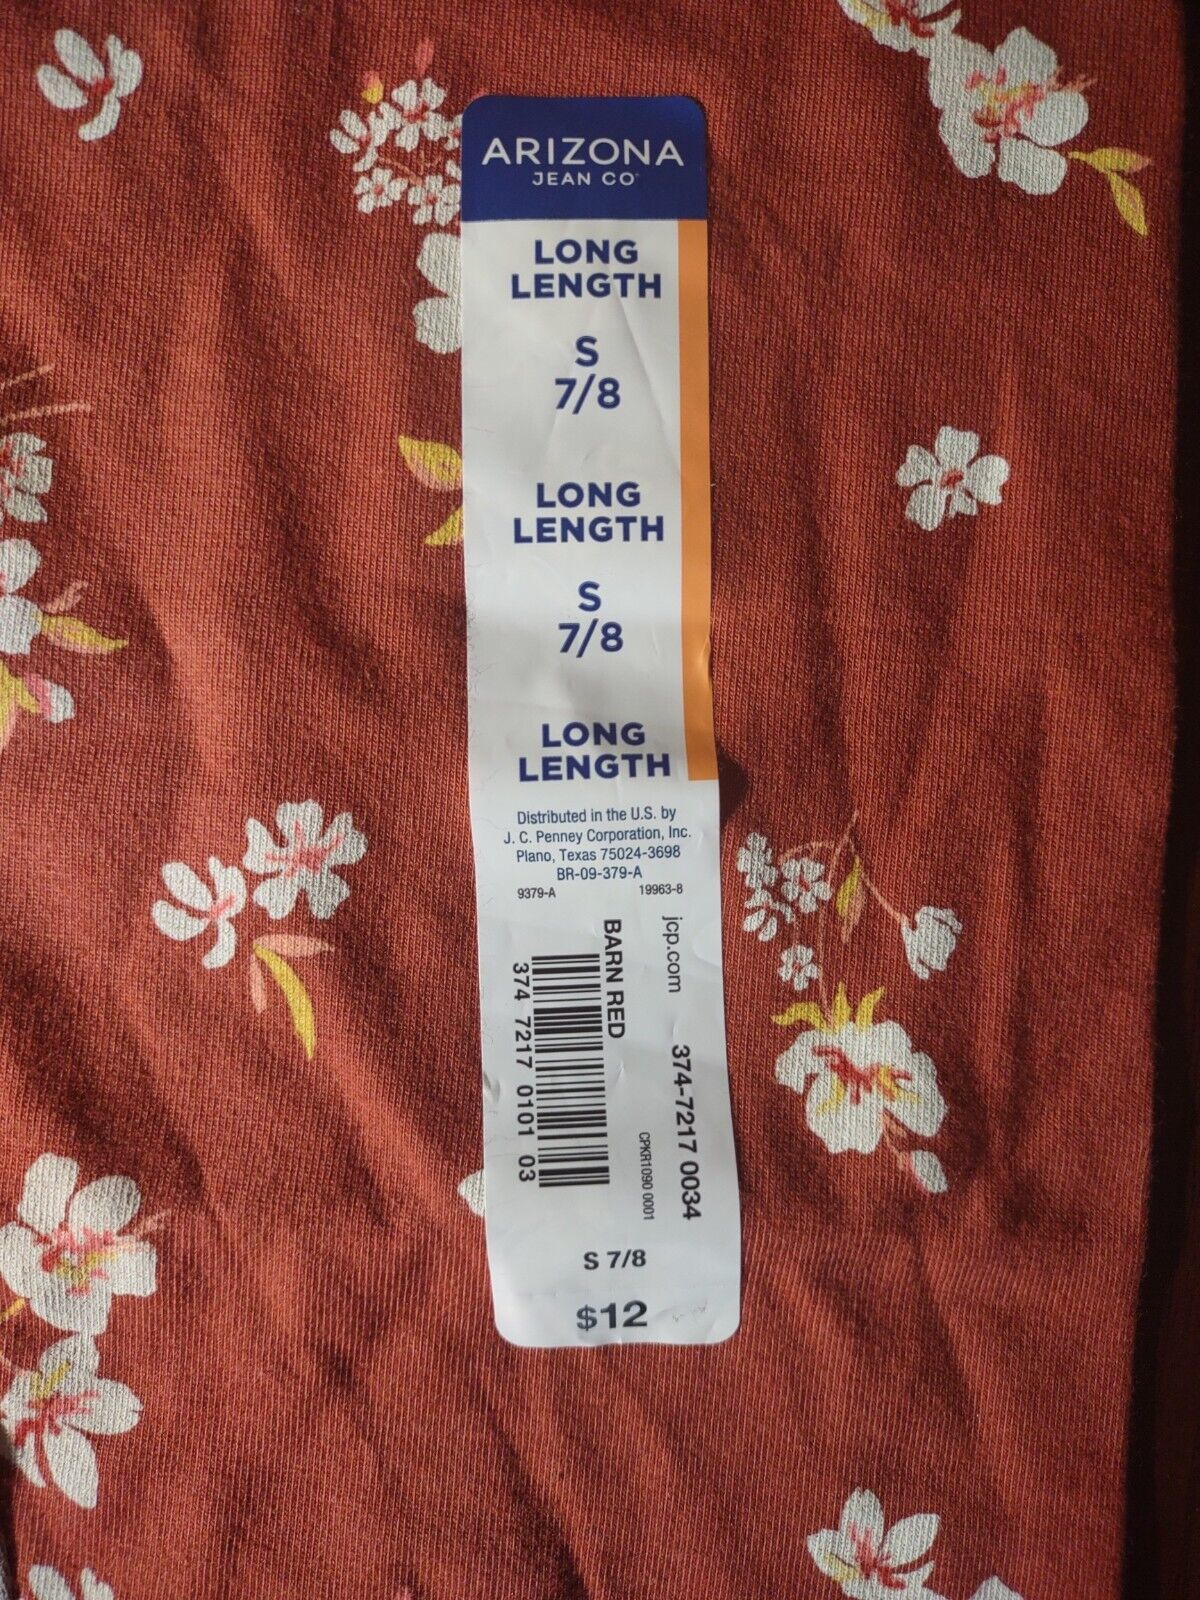 ARIZONA
JEAN CO
LONG
LENGTH
S
7/8
LONG
LENGTH
S
7/8
LONG
LENGTH
Distributed in the U.S. by
J. C. Penney Corporation, Inc.
Plano, Texas 75024-3698
BR-09-379-A
9379-A 19963-8
jcp.com 374-7217 0034
CPKR1090 0001
BARN RED
374 7217 0101 03
S 7/8
$12